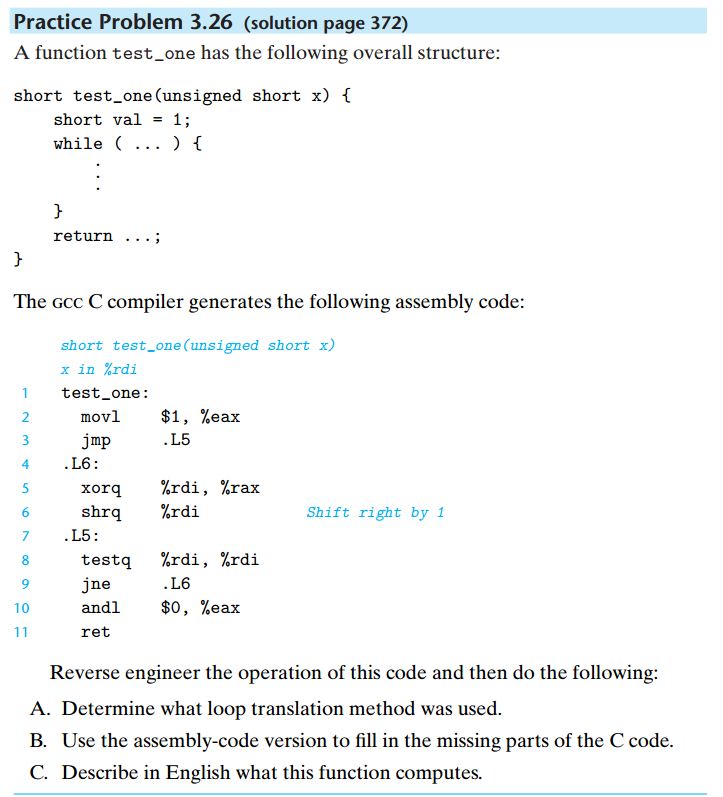 Practice Problem 3.26 (solution page 372)
A function test_one has the following overall structure:
short test_one(unsigned short x) {
    short val = 1;
    while ( ... ) {
        .
        .
        .
    }
    return ...;
}
The GCC C compiler generates the following assembly code:
short test_one(unsigned short x)
x in %rdi
1 test_one:
2 movl $1, %eax
3 jmp .L5
4 .L6:
5 xorq %rdi, %rax
6 shrq %rdi Shift right by 1
7 .L5:
8 testq %rdi, %rdi
9 jne .L6
10 andl $0, %eax
11 ret
Reverse engineer the operation of this code and then do the following:
A. Determine what loop translation method was used.
B. Use the assembly-code version to fill in the missing parts of the C code.
C. Describe in English what this function computes.